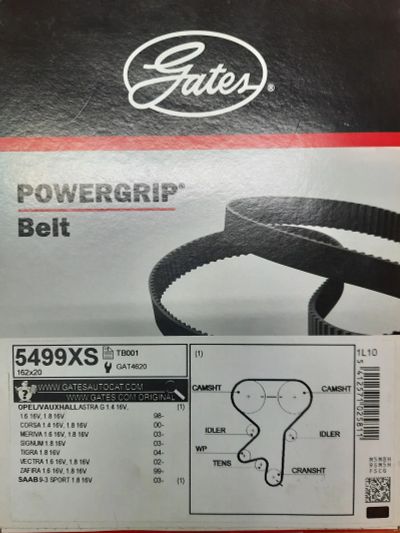 Gates®
POWERGRIP®
Belt
5499XS TB001
162x20 GAT4620
WWW.GATESAUTOCAT.COM
WWW.GATES ORIGINAL
OPEL/VAUXHALL ASTRA G 1.4 16V, (1)
1.6 16V, 1.8 16V 98-
CORSA 1.4 16V, 1.8 16V 00-
MERIVA 1.6 16V, 1.8 16V 03-
SIGNUM 1.8 16V 03-
TIGRA 1.8 16V 04-
VECTRA 1.6 16V, 1.8 16V 02-
ZAFIRA 1.6 16V, 1.8 16V 99-
SAAB 9-3 SPORT 1.8 16V 03- (1)
(1)
CAMSHT CAMSHT
IDLER IDLER
WP
TENS
CRANSHT
1L10
5 412571 025811